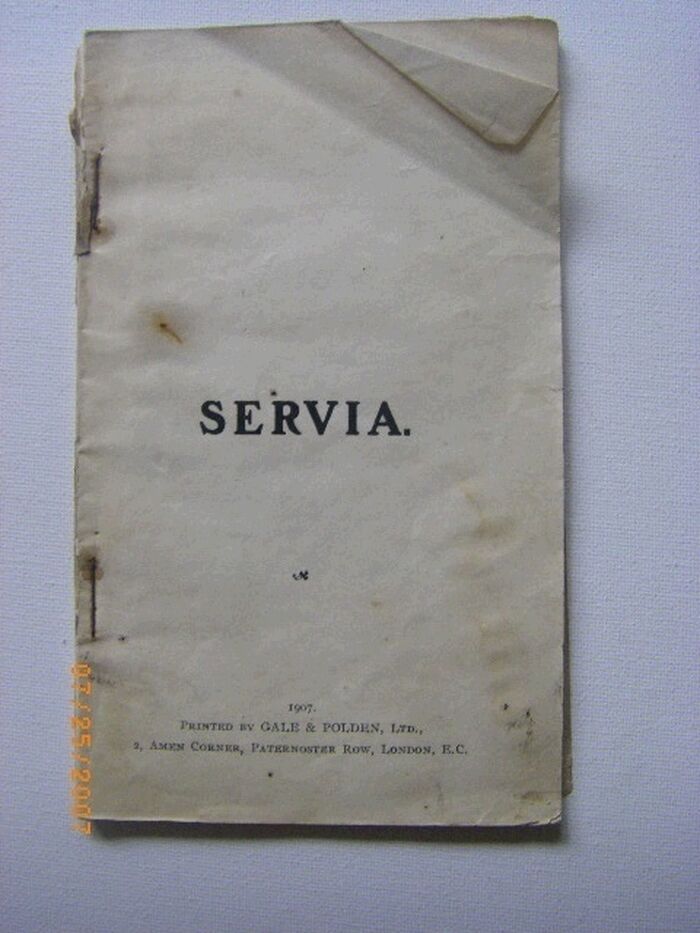 SERVIA.
1907.
PRINTED BY GALE & POLDEN, LTD.,
2, AMEN CORNER, PATERNOSTER ROW, LONDON, E.C.
07/25/2007